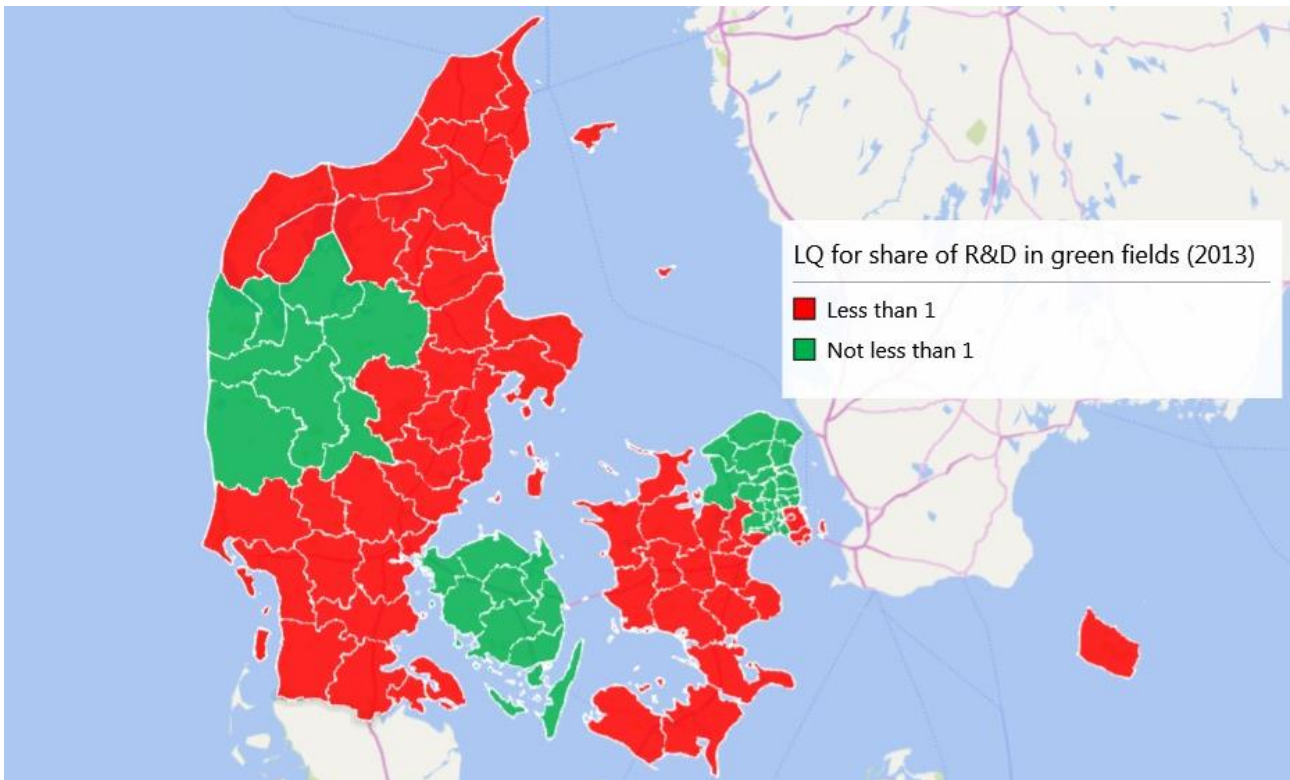 LQ for share of R&D in green fields (2013)
Less than 1
Not less than 1